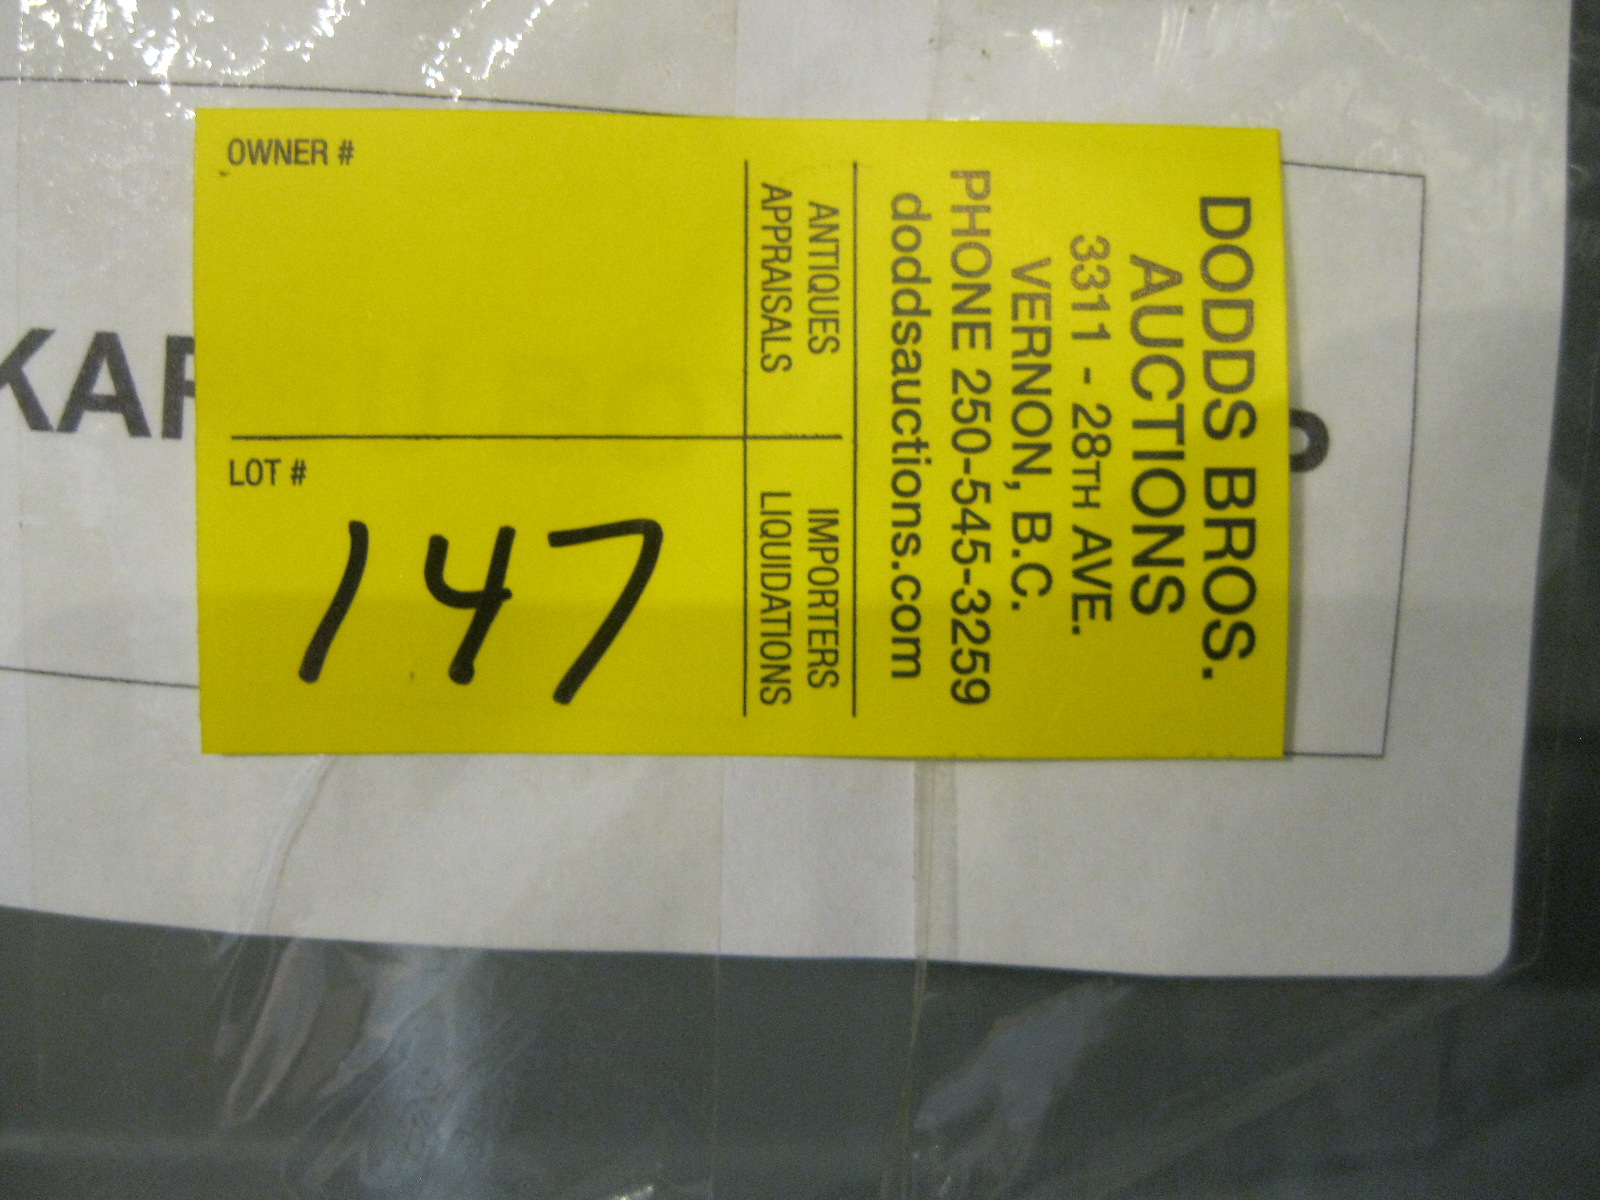 DODDS BROS.
AUCTIONS
3311 - 28TH AVE.
VERNON, B.C.
PHONE 250-545-3259
doddsauctions.com
ANTIQUES
APPRAISALS
IMPORTERS
LIQUIDATIONS
OWNER #
LOT #
147